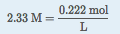 2.33 M = 0.222 mol / L